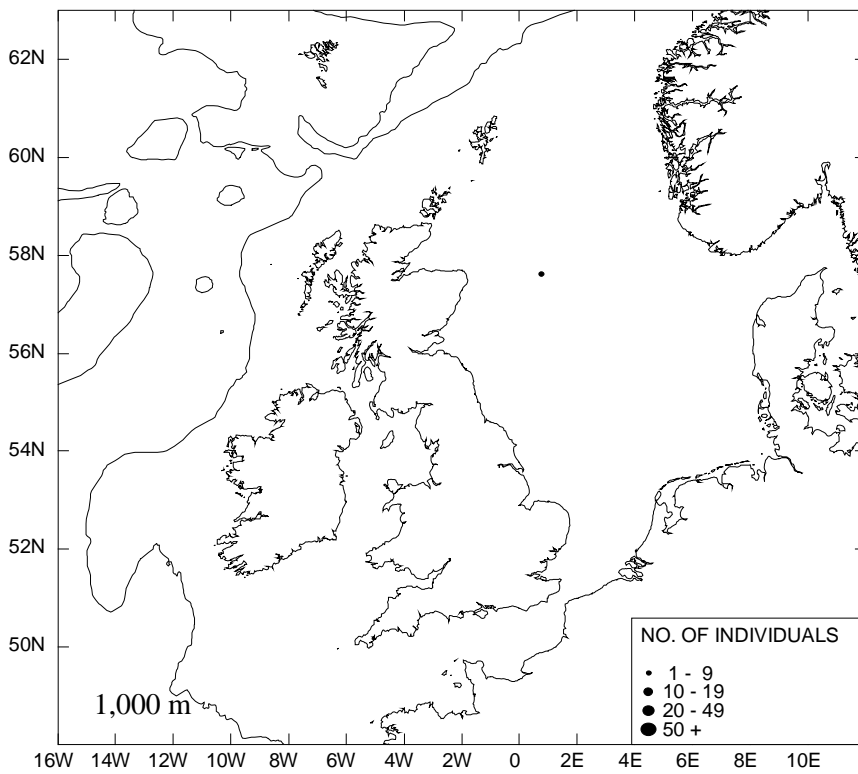 62N
60N
58N
56N
54N
52N
50N
NO. OF INDIVIDUALS
1 - 9
10 - 19
20 - 49
50 +
1,000 m
16W 14W 12W 10W 8W 6W 4W 2W 0 2E 4E 6E 8E 10E